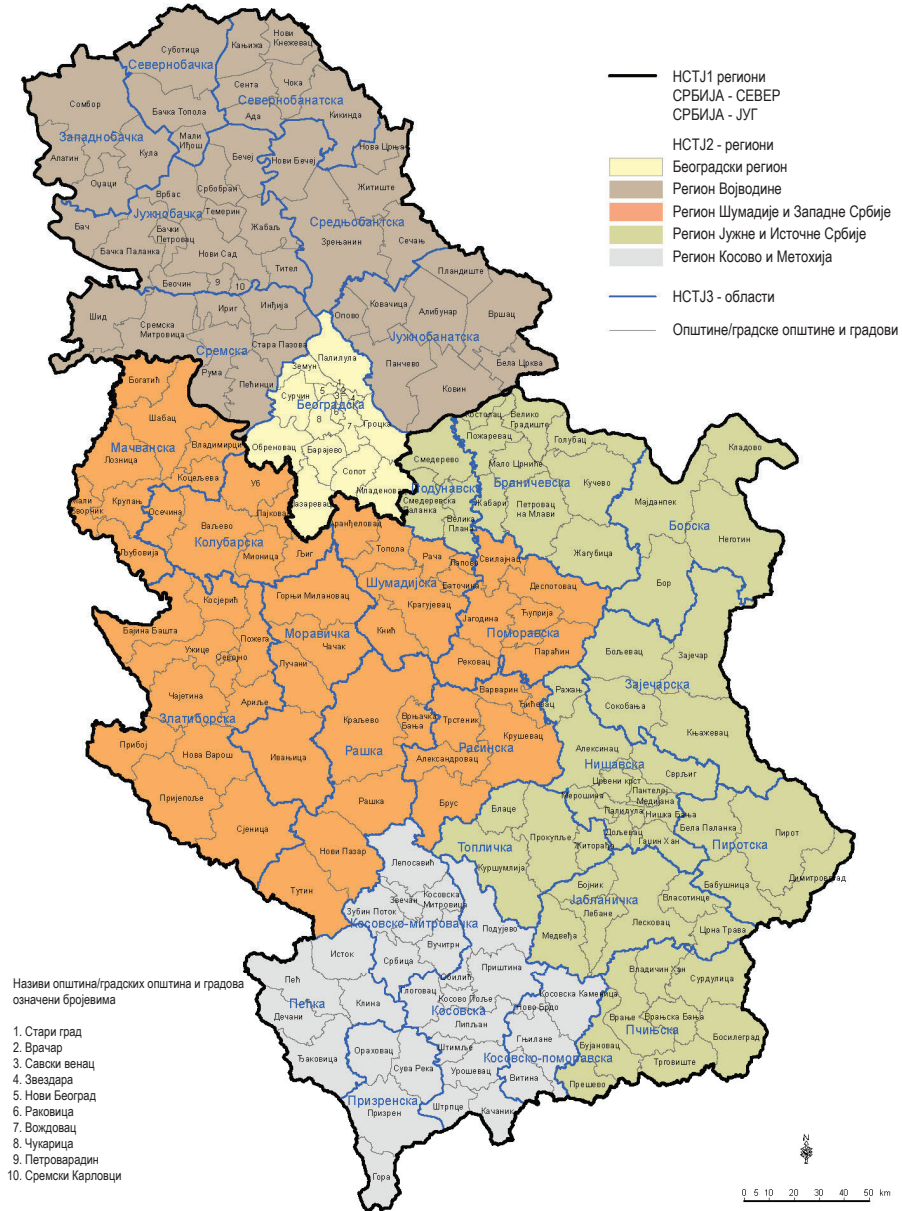 НСТЈ1 региони
СРБИЈА - СЕВЕР
СРБИЈА - ЈУГ
НСТЈ2 - региони
Београдски регион
Регион Војводине
Регион Шумадије и Западне Србије
Регион Јужне и Источне Србије
Регион Косово и Метохија
НСТЈ3 - области
Општине/градске општине и градови
Севернобачка
Суботица
Бачка Топола
Мали
Иђош
Севернобанатска
Кањижа
Нови
Кнежевац
Сента
Чока
Ада
Кикинда
Западнобачка
Сомбор
Апатин
Кула
Оџаци
Јужнобачка
Бечеј
Врбас
Србобран
Темерин
Бач
Бачки
Петровац
Жабаљ
Бачка Паланка
Нови Сад
Тител
Беочин
9
10
Средњобантска
Нови Бечеј
Нова Црња
Житиште
Зрењанин
Сечањ
Јужнобанатска
Пландиште
Опово
Ковачица
Алибунар
Вршац
Панчево
Бела Црква
Ковин
Сремска
Шид
Сремска
Митровица
Ириг
Инђија
Стара Пазова
Рума
Пећинци
Београдска
Палилула
Земун
Сурчин
1
2
3
4
5
6
7
8
Гроцка
Обреновац
Барајево
Сопот
Младеновац
Лазаревац
Мачванска
Богатић
Шабац
Лозница
Владимирци
Коцељева
Мали
Зворник
Крупањ
Љубовија
Колубарска
Уб
Осечина
Ваљево
Лајковац
Мионица
Љиг
Подунавска
Смедерево
Смедеревска
Паланка
Велика
Плана
Браничевска
Костолац
Велико
Градиште
Пожаревац
Голубац
Мало Црниће
Кучево
Жабари
Петровац
на Млави
Жагубица
Борска
Кладово
Мајданпек
Неготин
Бор
Шумадијска
Аранђеловац
Топола
Рача
Лапово
Баточина
Крагујевац
Кнић
Поморавска
Свилајнац
Деспотовац
Ћуприја
Јагодина
Параћин
Рековац
Моравичка
Горњи Милановац
Чачак
Лучани
Ивањица
Златиборска
Косјерић
Бајина Башта
Пожега
Ужице
Севојно
Чајетина
Ариље
Прибој
Нова Варош
Пријепоље
Сјеница
Рашка
Краљево
Врњачка
Бања
Рашка
Нови Пазар
Тутин
Расинска
Варварин
Ћићевац
Трстеник
Крушевац
Александровац
Брус
Зајечарска
Бољевац
Зајечар
Сокобања
Књажевац
Нишавска
Ражањ
Алексинац
Сврљиг
Црвени крст
Пантелеј
Мерошина
Медијана
Палилула
Нишка Бања
Дољевац
Гаџин Хан
Топличка
Блаце
Прокупље
Куршумлија
Житорађа
Пиротска
Бела Паланка
Пирот
Бабушница
Димитровград
Јабланичка
Бојник
Лебане
Власотинце
Лесковац
Медвеђа
Црна Трава
Пчињска
Владичин Хан
Сурдулица
Врање
Врањска Бања
Босилеград
Бујановац
Трговиште
Прешево
Косовско-митровачка
Лепосавић
Звечан
Косовска
Митровица
Зубин Поток
Вучитрн
Србица
Косовска
Подујево
Обилић
Приштина
Глоговац
Косово Поље
Липљан
Штимље
Урошевац
Штрпце
Качаник
Пећка
Исток
Пећ
Клина
Дечани
Ђаковица
Призренска
Ораховац
Сува Река
Призрен
Гора
Косовско-поморавска
Косовска Каменица
Ново Брдо
Гњилане
Витина
Називи општина/градских општина и градова
означени бројевима
1. Стари град
2. Врачар
3. Савски венац
4. Звездара
5. Нови Београд
6. Раковица
7. Вождовац
8. Чукарица
9. Петроварадин
10. Сремски Карловци
N
0 5 10 20 30 40 50 km